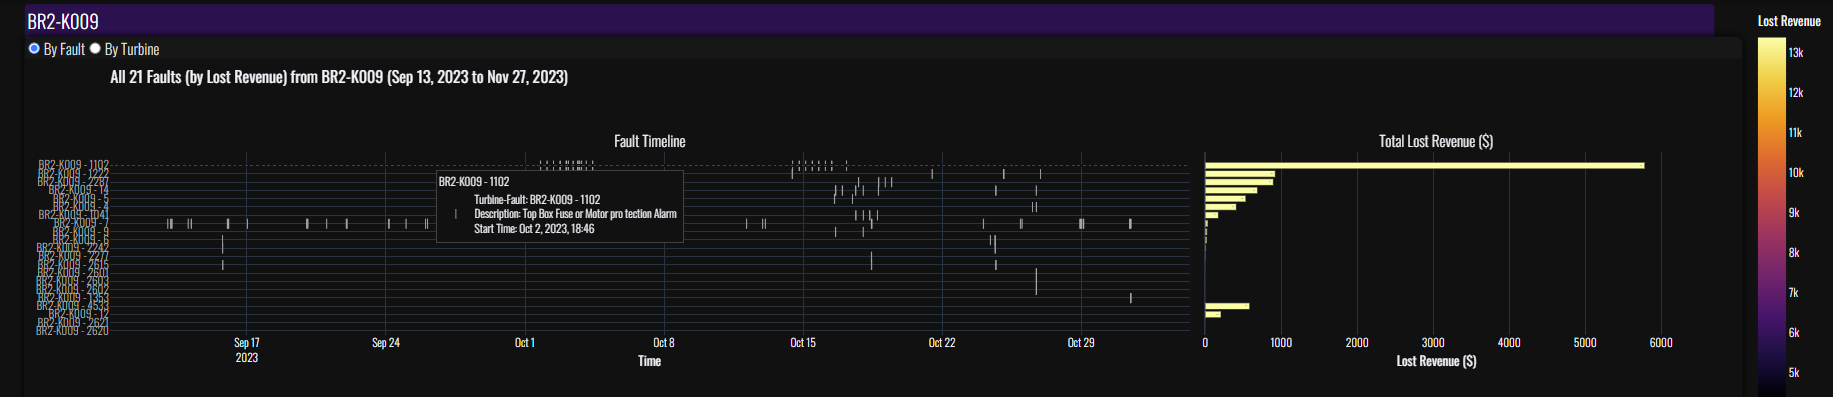 BR2-K009
Lost Revenue
By Fault By Turbine
All 21 Faults (by Lost Revenue) from BR2-K009 (Sep 13, 2023 to Nov 27, 2023)
Fault Timeline
Total Lost Revenue ($)
BR2-K009 - 1102
BR2-K009 - 1222
BR2-K009 - 2287
BR2-K009 - 14
BR2-K009 - 5
BR2-K009 - 4
BR2-K009 - 1041
BR2-K009 - 7
BR2-K009 - 9
BR2-K009 - 6
BR2-K009 - 2242
BR2-K009 - 2277
BR2-K009 - 2615
BR2-K009 - 2601
BR2-K009 - 2603
BR2-K009 - 2602
BR2-K009 - 1353
BR2-K009 - 4533
BR2-K009 - 12
BR2-K009 - 2621
BR2-K009 - 2620
BR2-K009 - 1102
Turbine-Fault: BR2-K009 - 1102
Description: Top Box Fuse or Motor pro tection Alarm
Start Time: Oct 2, 2023, 18:46
Sep 17 Sep 24 Oct 1 Oct 8 Oct 15 Oct 22 Oct 29
2023
Time
0 1000 2000 3000 4000 5000 6000
Lost Revenue ($)
13k
12k
11k
10k
9k
8k
7k
6k
5k